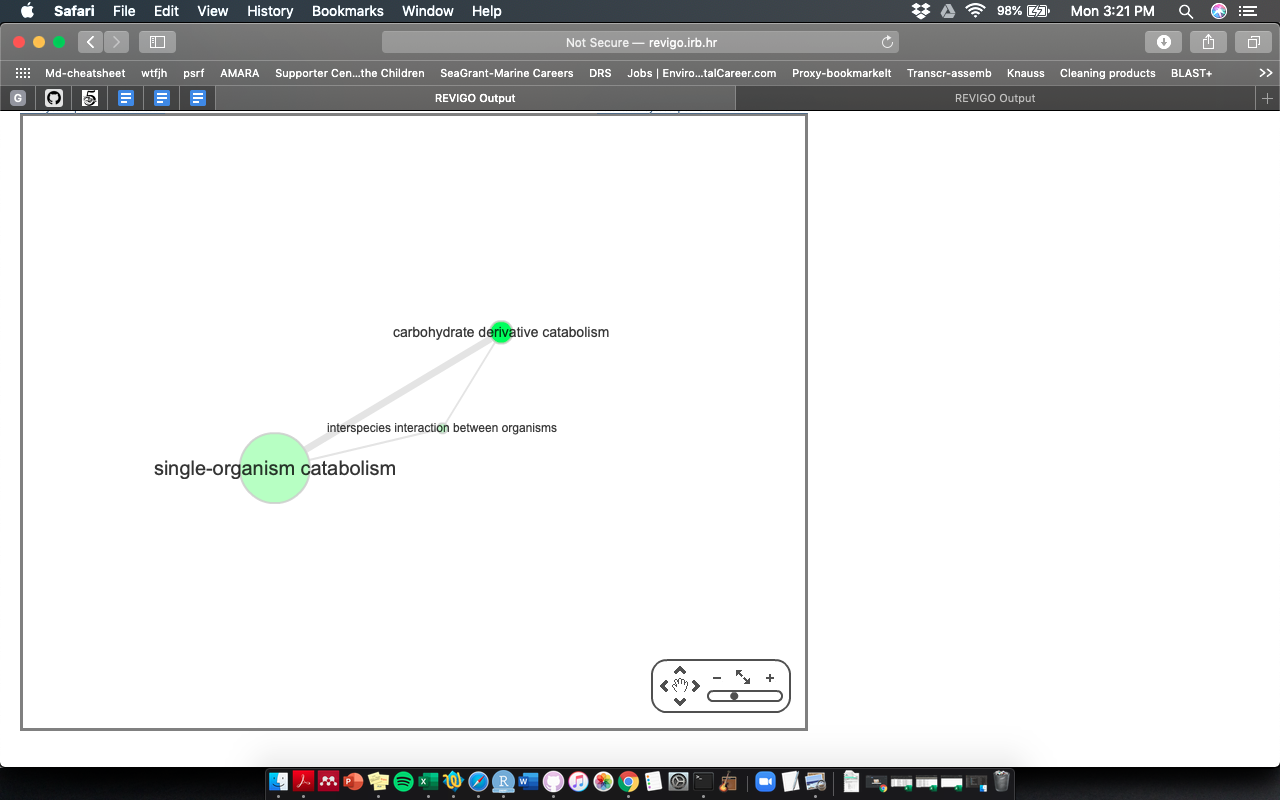 Safari File Edit View History Bookmarks Window Help 98% Mon 3:21 PM
Not Secure — revigo.irb.hr
Md-cheatsheet wtfjh psrf AMARA Supporter Cen...the Children SeaGrant-Marine Careers DRS Jobs | Enviro...talCareer.com Proxy-bookmarkelt Transcr-assemb Knauss Cleaning products BLAST+ >>
G REVIGO Output REVIGO Output +
carbohydrate derivative catabolism
interspecies interaction between organisms
single-organism catabolism